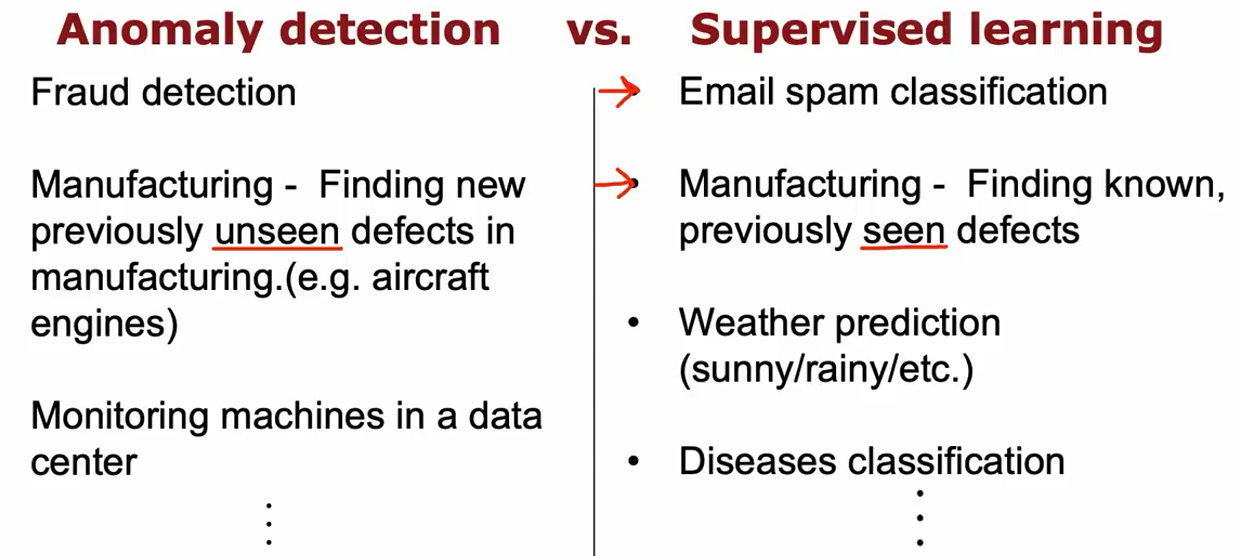 Anomaly detection vs. Supervised learning
Fraud detection
Manufacturing - Finding new
previously unseen defects in
manufacturing.(e.g. aircraft
engines)
Monitoring machines in a data
center
• Email spam classification
• Manufacturing - Finding known,
previously seen defects
• Weather prediction
(sunny/rainy/etc.)
• Diseases classification